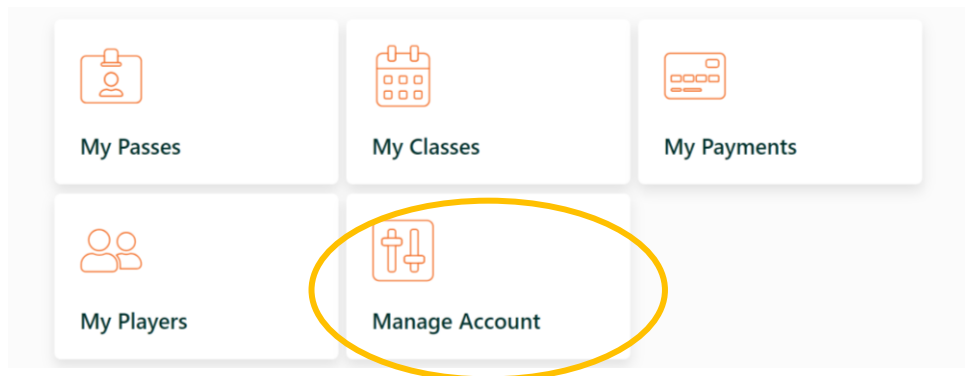 My Passes
My Classes
My Payments
My Players
Manage Account